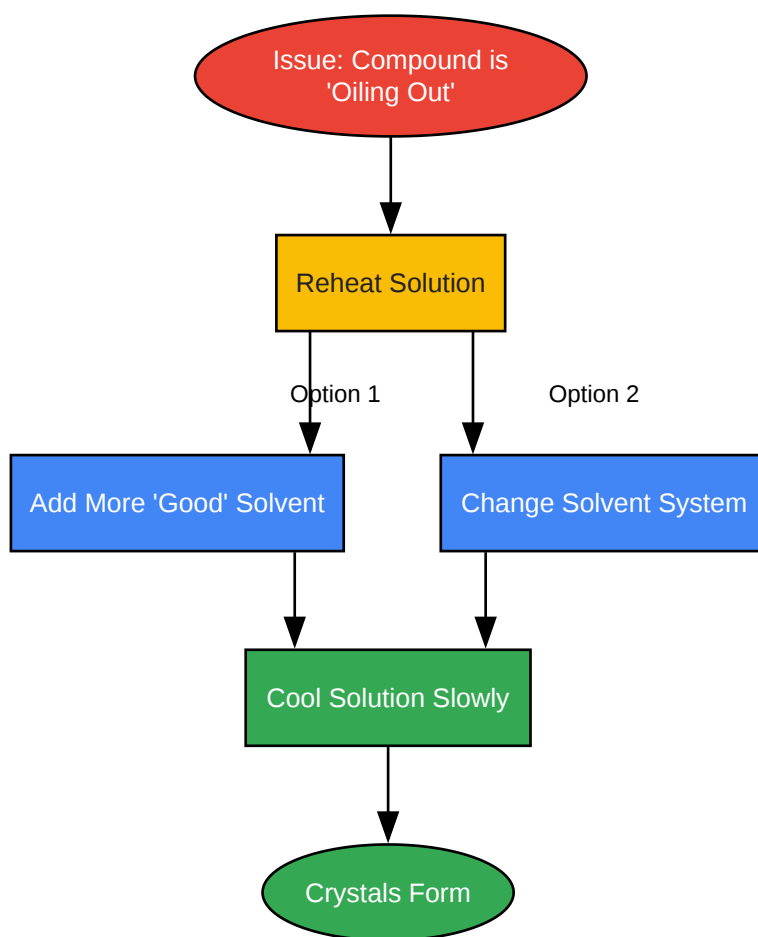 Issue: Compound is
'Oiling Out'
Reheat Solution
Option 1
Option 2
Add More 'Good' Solvent
Change Solvent System
Cool Solution Slowly
Crystals Form